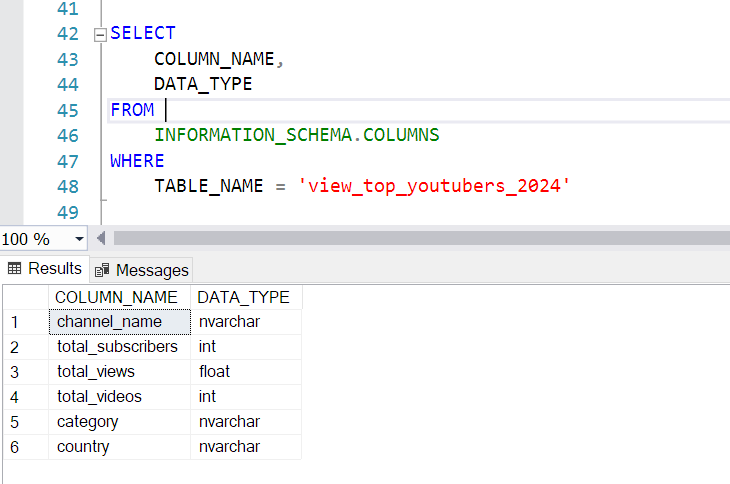 41
42 SELECT
43 COLUMN_NAME,
44 DATA_TYPE
45 FROM
46 INFORMATION_SCHEMA.COLUMNS
47 WHERE
48 TABLE_NAME = 'view_top_youtubers_2024'
49
100 %
Results Messages
COLUMN_NAME DATA_TYPE
1 channel_name nvarchar
2 total_subscribers int
3 total_views float
4 total_videos int
5 category nvarchar
6 country nvarchar